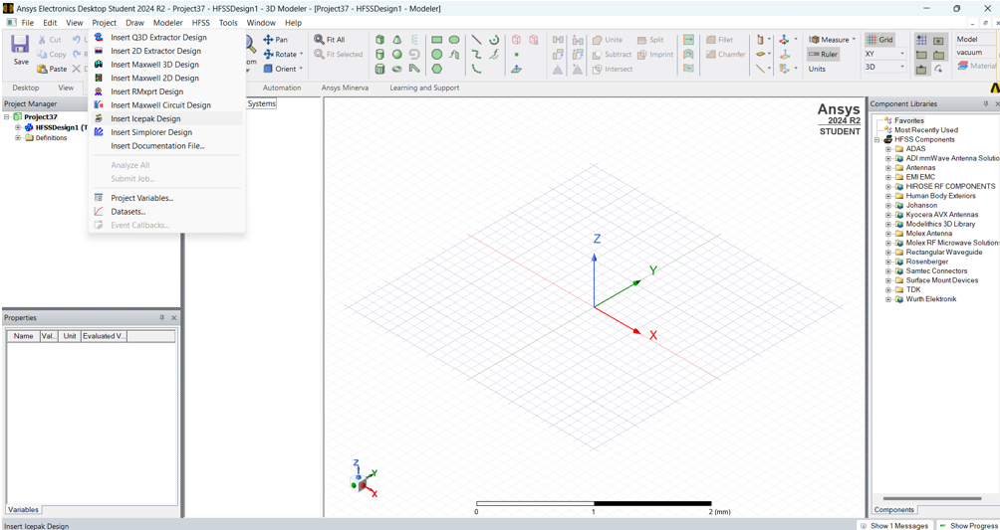 Ansys Electronics Desktop Student 2024 R2 - Project37 - HFSSDesign1 - 3D Modeler - [Project37 - HFSSDesign1 - Modeler]
File Edit View Project Draw Modeler HFSS Tools Window Help
Save
Cut
Copy
Paste
Desktop View
Insert Q3D Extractor Design
Insert 2D Extractor Design
Insert Maxwell 3D Design
Insert Maxwell 2D Design
Insert RMxprt Design
Insert Maxwell Circuit Design
Insert Icepak Design
Insert Simplorer Design
Insert Documentation File...
Analyze All
Submit Job...
Project Variables...
Datasets...
Event Callbacks...
Pan
Rotate
Orient
Fit All
Fit Selected
Unite
Subtract
Intersect
Split
Imprint
Fillet
Chamfer
Measure
Ruler
Units
Grid
XY
3D
Model
vacuum
Material
Automation Ansys Minerva Learning and Support
Project Manager
Project37
HFSSDesign1 (T
Definitions
Systems
Properties
Name Val... Unit Evaluated V...
Variables
Ansys
2024 R2
STUDENT
Z
Y
X
Z
Y
X
0 1 2 (mm)
Component Libraries
Favorites
Most Recently Used
HFSS Components
ADAS
ADI mmWave Antenna Solutio
Antennas
EMI EMC
HIROSE RF COMPONENTS
Human Body Exteriors
Johanson
Kyocera AVX Antennas
Modelithics 3D Library
Molex Antenna
Molex RF Microwave Solutions
Rectangular Waveguide
Rosenberger
Samtec Connectors
Surface Mount Devices
TDK
Wurth Elektronik
Components
Insert Icepak Design
Show 1 Messages
Show Progress